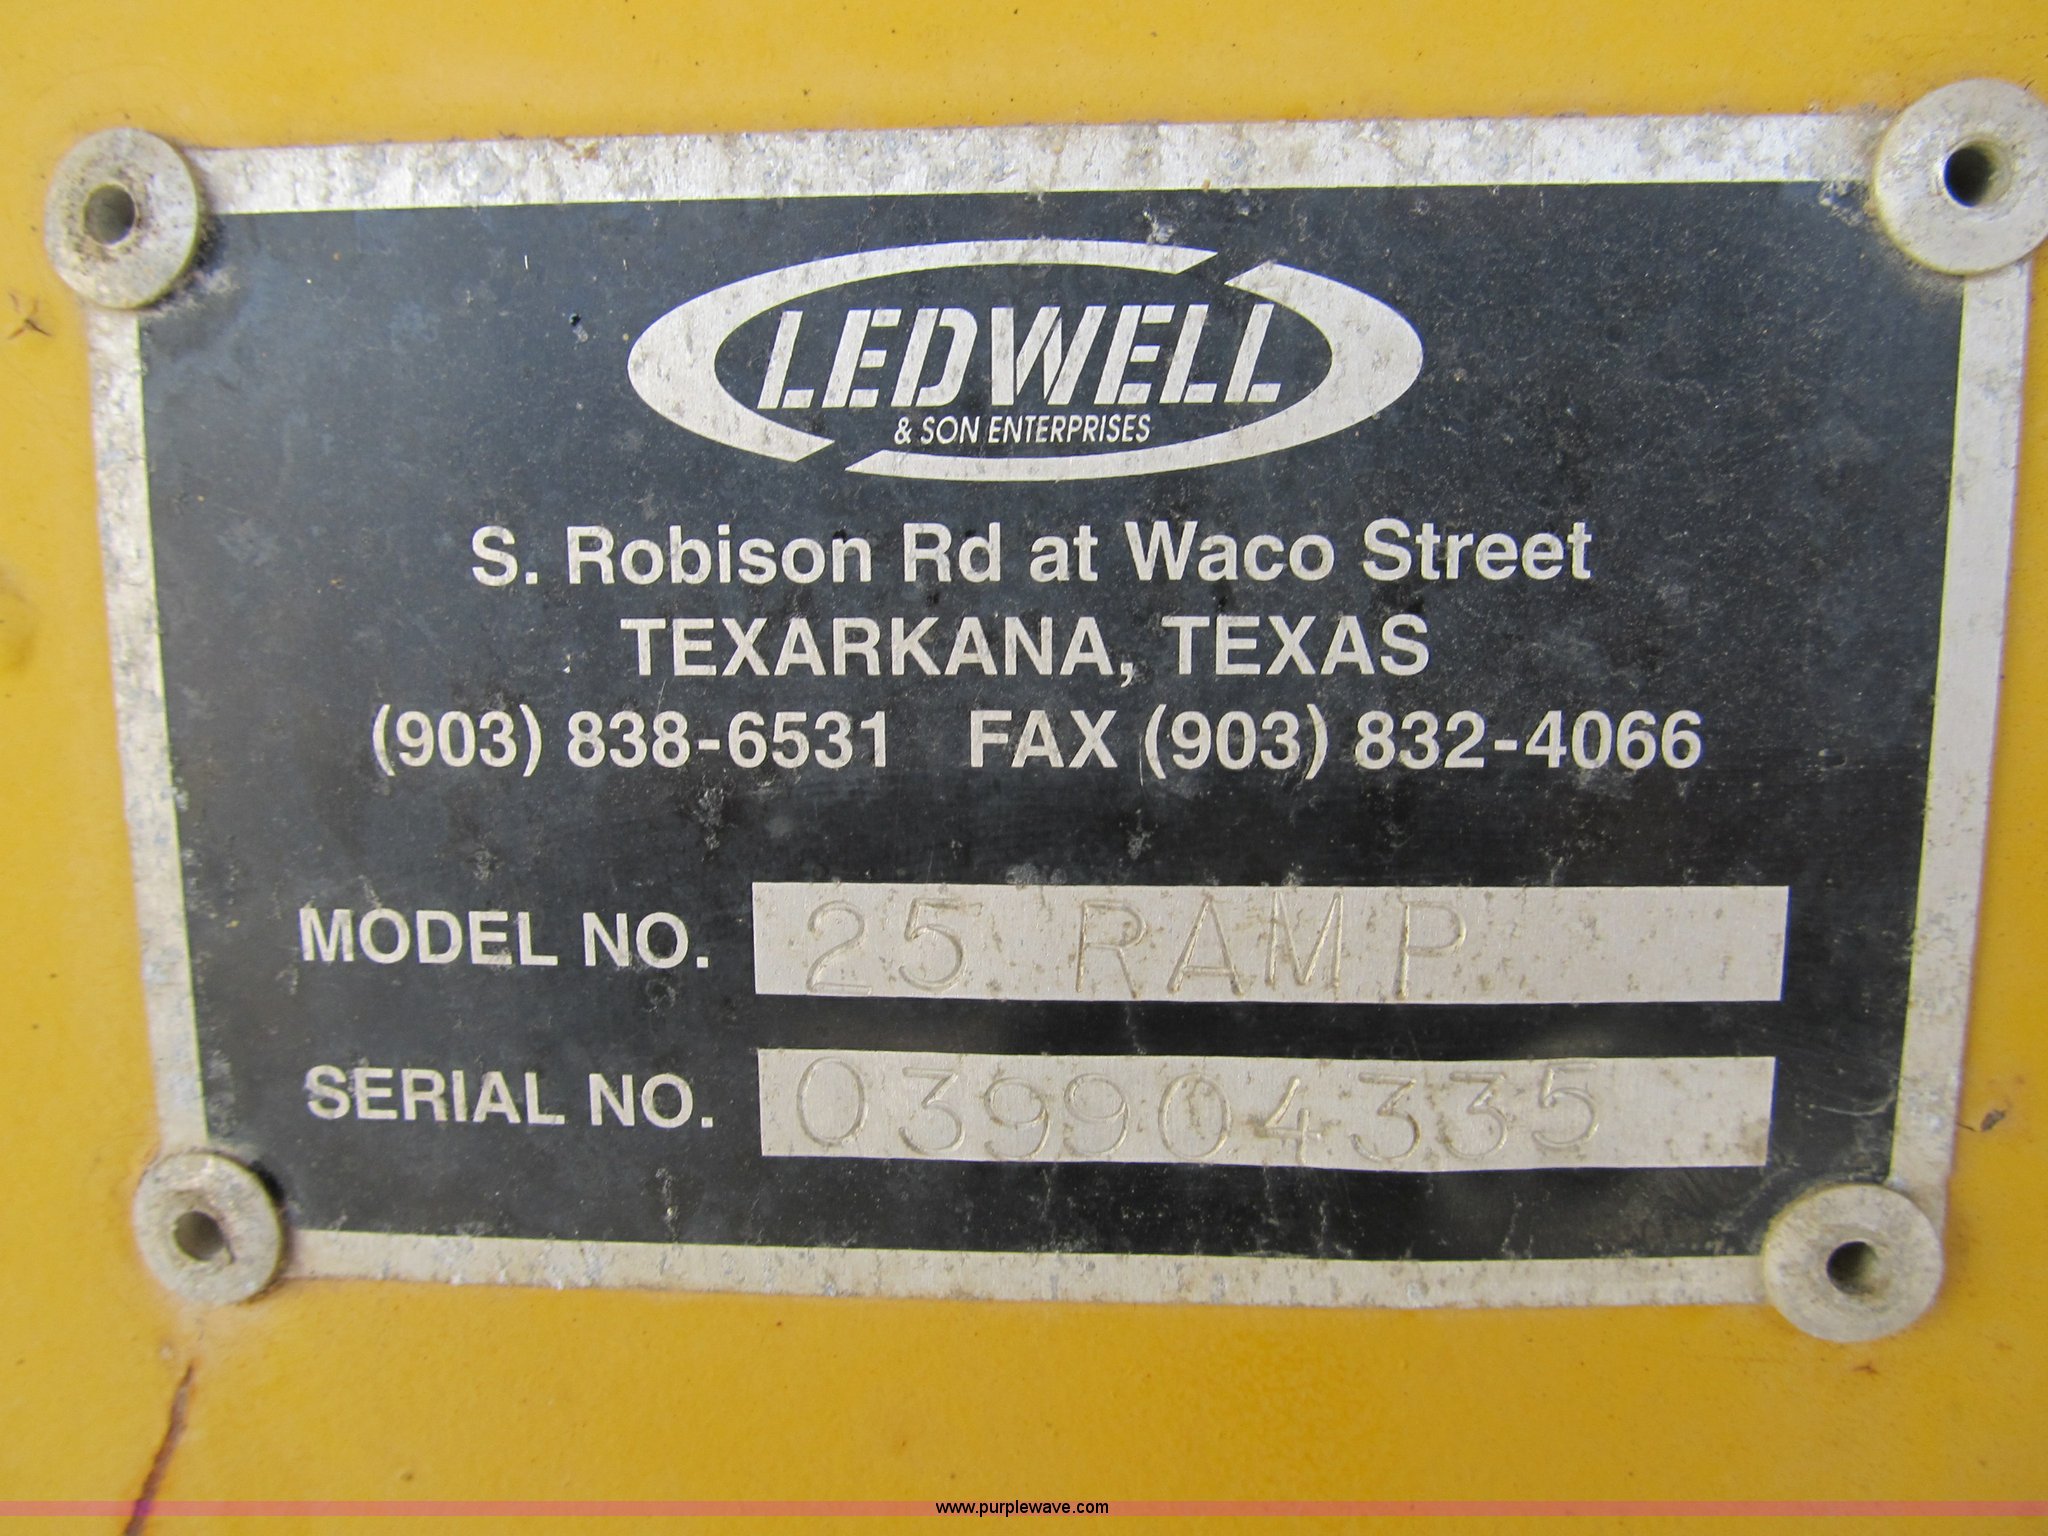 LEDWELL
& SON ENTERPRISES
S. Robison Rd at Waco Street
TEXARKANA, TEXAS
(903) 838-6531 FAX (903) 832-4066
MODEL NO. 25 RAMP
SERIAL NO. 039904335
www.purplewave.com